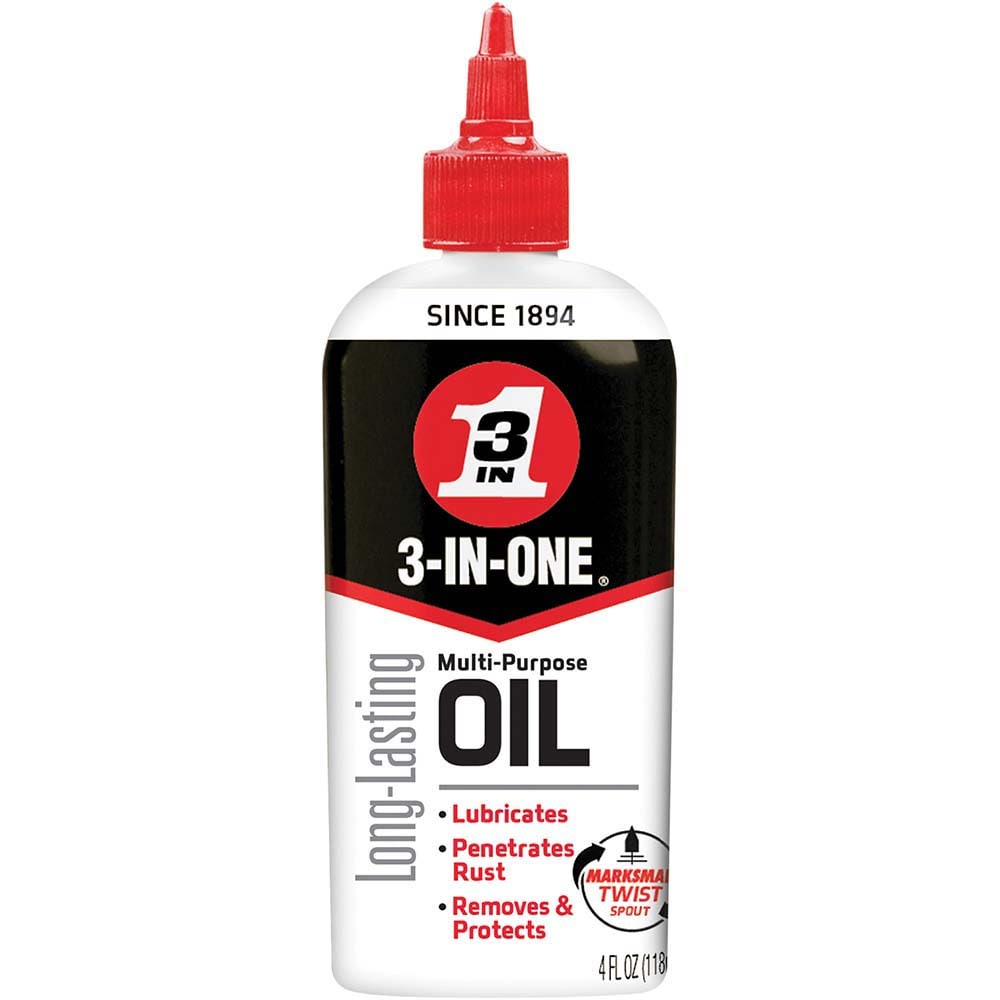 SINCE 1894
1
3
IN
3-IN-ONE®
Long-Lasting
Multi-Purpose
OIL
• Lubricates
• Penetrates
Rust
• Removes &
Protects
TWIST
SPOUT
4 FL OZ